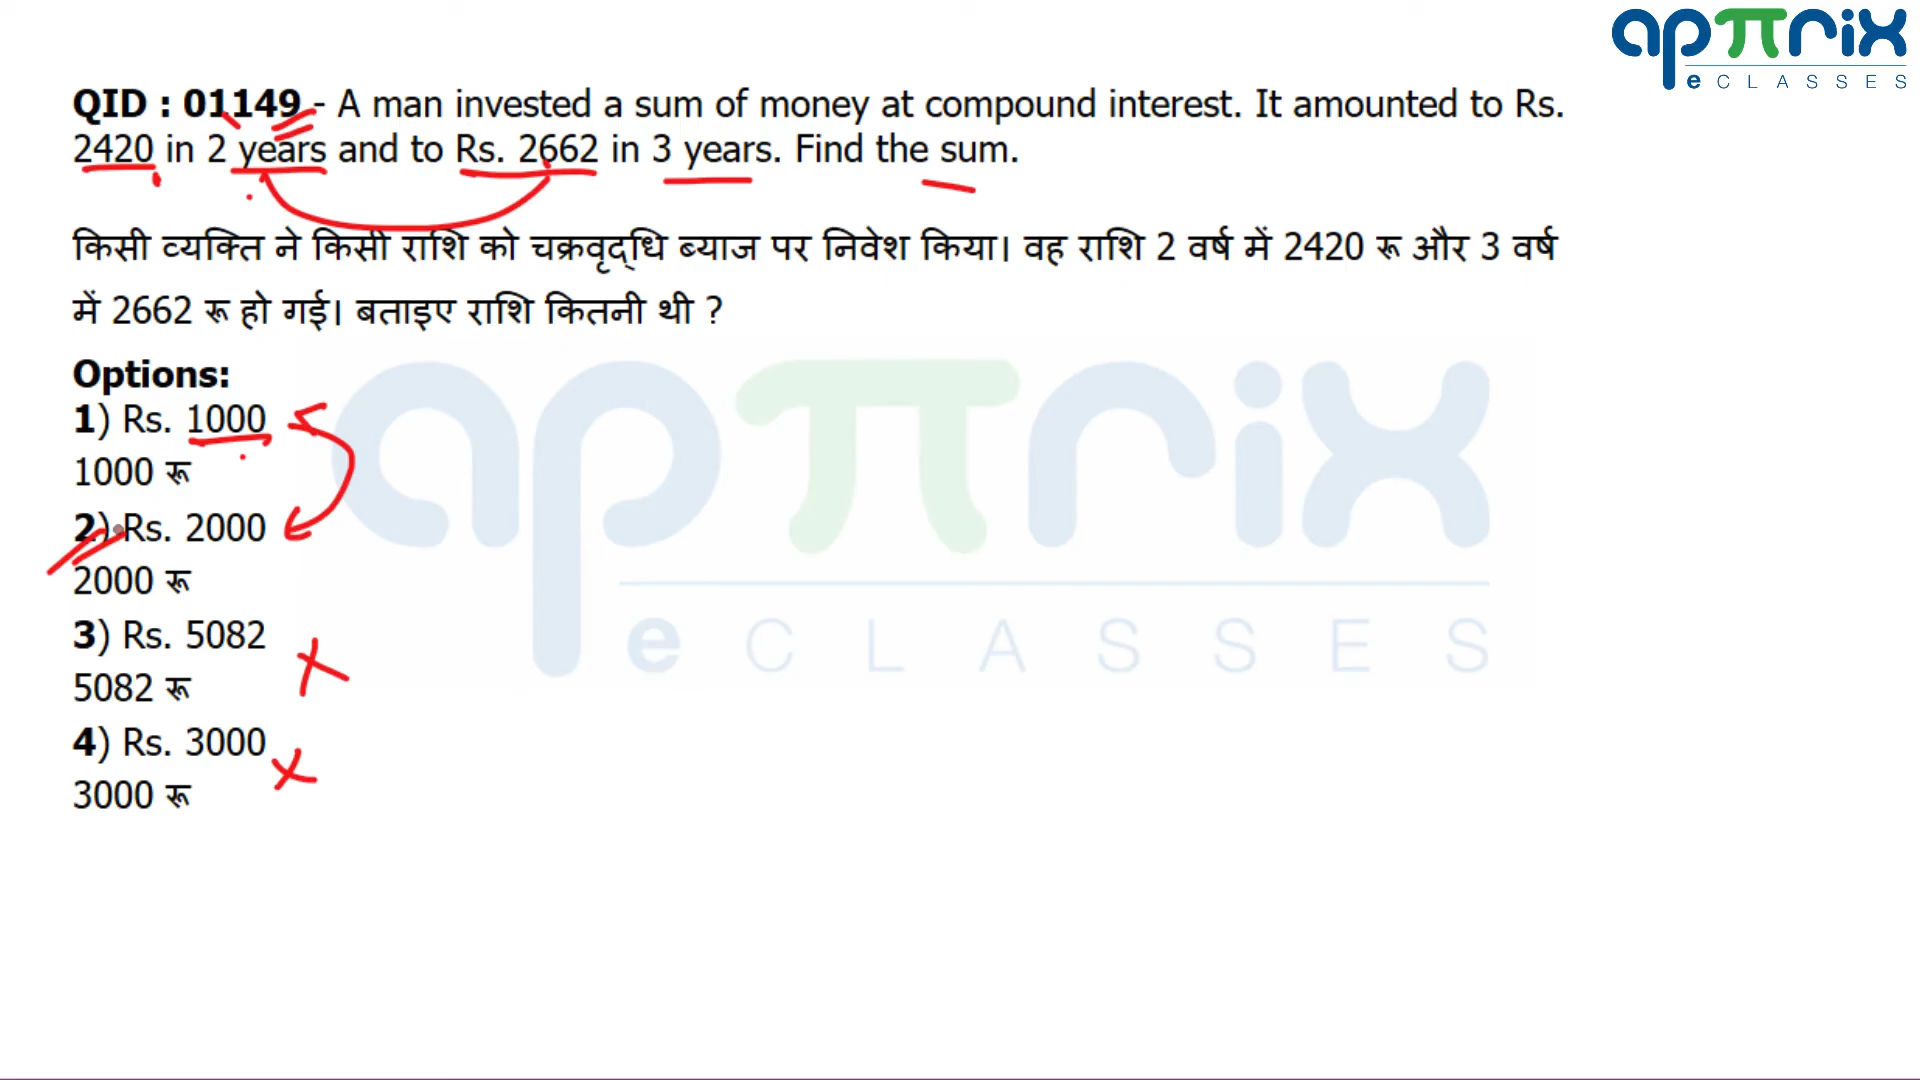 apπrix
eCLASSES
QID : 01149 - A man invested a sum of money at compound interest. It amounted to Rs.
2420 in 2 years and to Rs. 2662 in 3 years. Find the sum.
किसी व्यक्ति ने किसी राशि को चक्रवृद्धि ब्याज पर निवेश किया। वह राशि 2 वर्ष में 2420 रू और 3 वर्ष
में 2662 रू हो गई। बताइए राशि कितनी थी ?
Options:
1) Rs. 1000
1000 रू
2) Rs. 2000
2000 रू
3) Rs. 5082
5082 रू
4) Rs. 3000
3000 रू
apπrix
eCLASSES